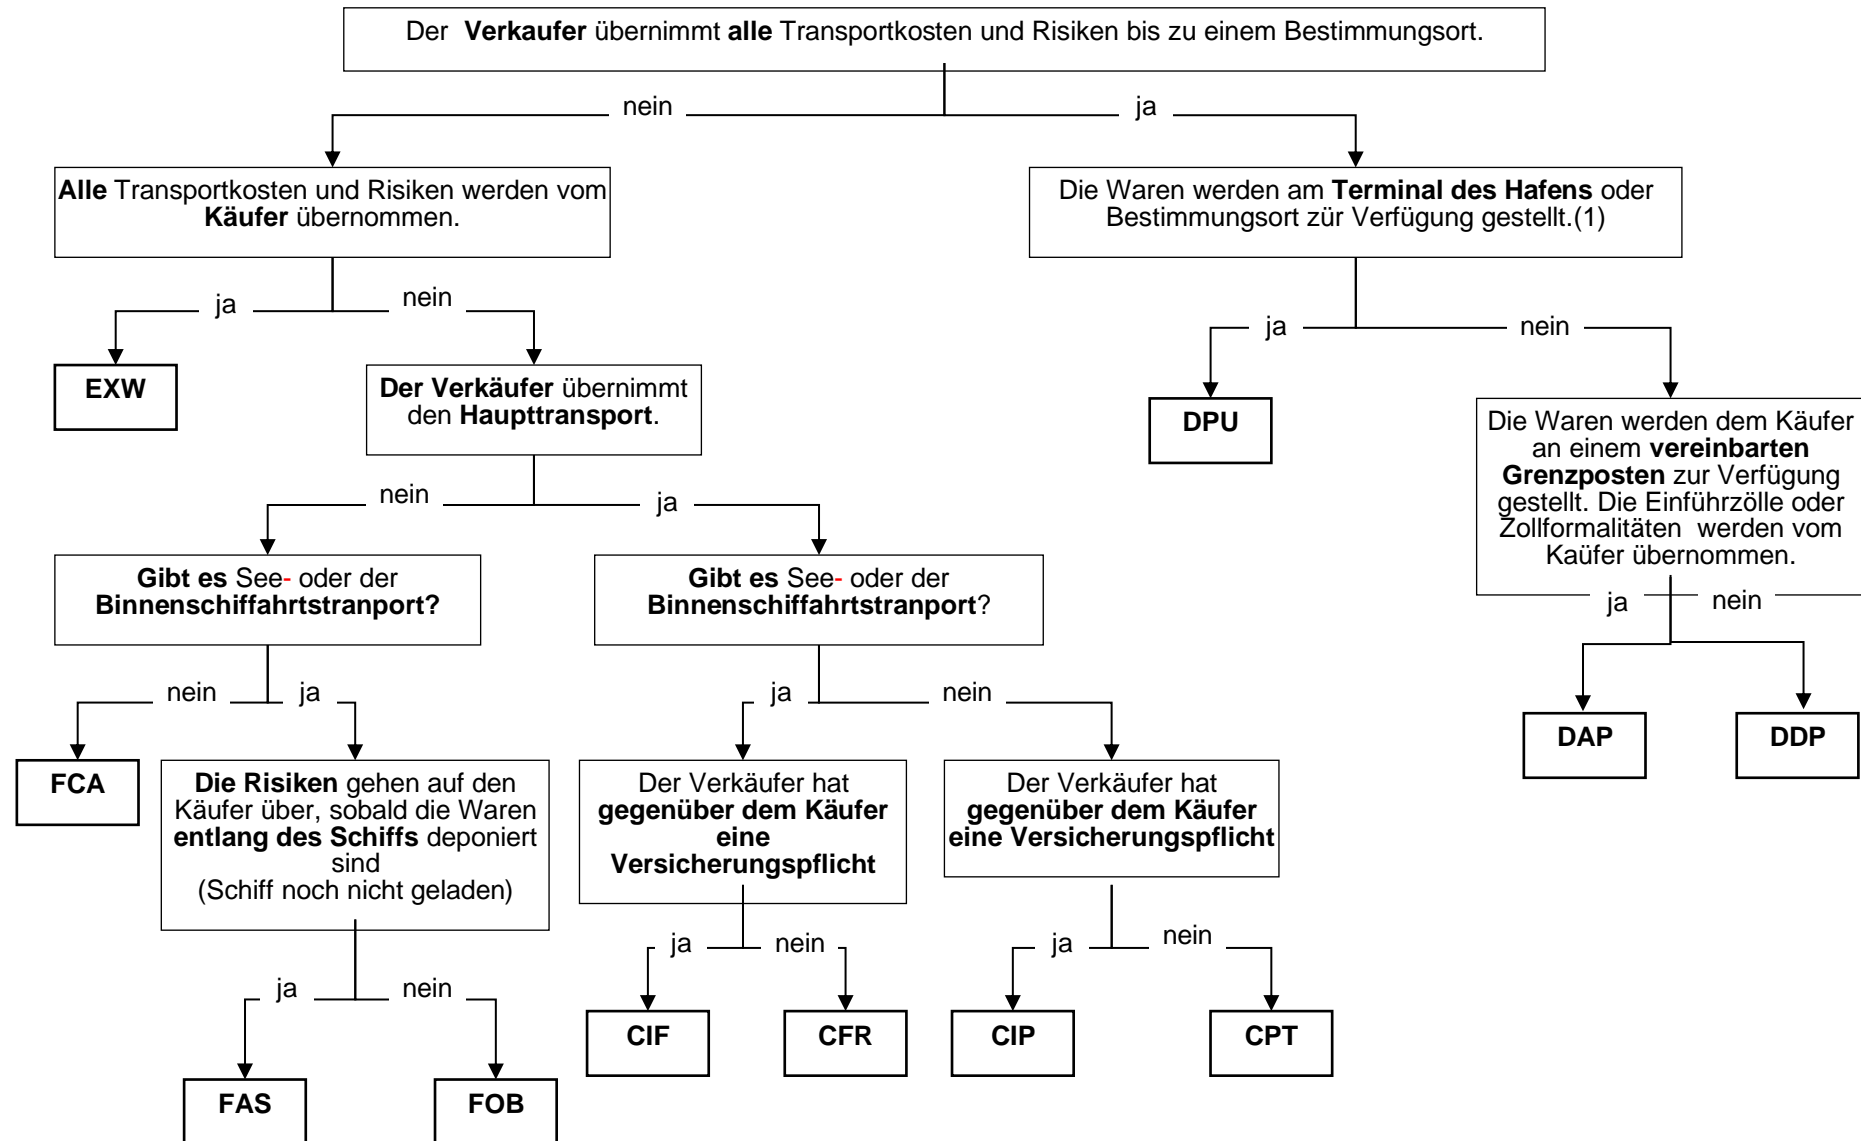 Der Verkaufer übernimmt alle Transportkosten und Risiken bis zu einem Bestimmungsort.
nein
ja
Alle Transportkosten und Risiken werden vom
Käufer übernommen.
Die Waren werden am Terminal des Hafens oder
Bestimmungsort zür Verfügung gestellt.(1)
ja
nein
ja
nein
EXW
Der Verkäufer übernimmt
den Haupttransport.
DPU
Die Waren werden dem Käufer
an einem vereinbarten
Grenzposten zur Verfügung
gestellt. Die Einführzölle oder
Zollformalitäten werden vom
Kaüfer übernommen.
nein
ja
ja
nein
Gibt es See- oder der
Binnenschiffahrtstranport?
Gibt es See- oder der
Binnenschiffahrtstranport?
nein
ja
ja
nein
DAP
DDP
FCA
Die Risiken gehen auf den
Käufer über, sobald die Waren
entlang des Schiffs deponiert
sind
(Schiff noch nicht geladen)
Der Verkäufer hat
gegenüber dem Käufer
eine
Versicherungspflicht
Der Verkäufer hat
gegenüber dem Käufer
eine Versicherungspflicht
ja
nein
ja
nein
ja
nein
CIF
CFR
CIP
CPT
FAS
FOB